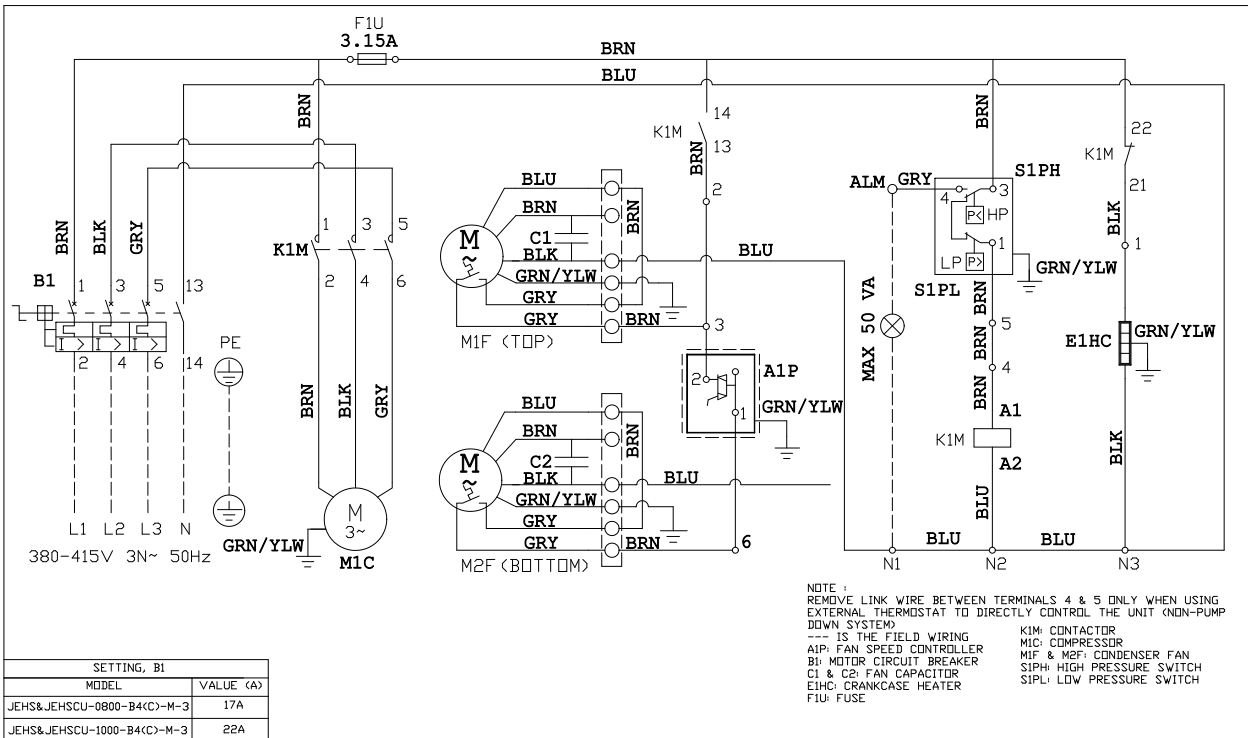 F1U
3.15A
BRN
BLU
BRN
14
K1M
13
BRN
2
BRN
22
K1M
21
BLK
1
S1PH
ALM GRY
4
3
P<
HP
1
LP
P>
S1PL
GRN/YLW
BRN
BLK
GRY
B1
1
3
5
13
I >
I >
I >
2
4
6
14
PE
L1 L2 L3 N
380-415V 3N~ 50Hz
K1M
1
3
5
2
4
6
BRN
BLK
GRY
M
3~
M1C
GRN/YLW
BLU
BRN
C1
BLK
GRN/YLW
GRY
GRY
BRN
BRN
M
~
M1F (TOP)
BLU
3
2
1
A1P
GRN/YLW
BLU
BRN
C2
BLK
GRN/YLW
GRY
GRY
BRN
BRN
M
~
M2F (BOTTOM)
BLU
6
MAX 50 VA
BRN
5
BRN
4
BRN
A1
K1M
A2
BLU
E1HC
GRN/YLW
BLK
BLU
BLU
N1
N2
N3
NOTE :
REMOVE LINK WIRE BETWEEN TERMINALS 4 & 5 ONLY WHEN USING
EXTERNAL THERMOSTAT TO DIRECTLY CONTROL THE UNIT (NON-PUMP
DOWN SYSTEM)
--- IS THE FIELD WIRING
A1P: FAN SPEED CONTROLLER
B1: MOTOR CIRCUIT BREAKER
C1 & C2: FAN CAPACITOR
E1HC: CRANKCASE HEATER
F1U: FUSE
K1M: CONTACTOR
M1C: COMPRESSOR
M1F & M2F: CONDENSER FAN
S1PH: HIGH PRESSURE SWITCH
S1PL: LOW PRESSURE SWITCH
SETTING, B1
MODEL VALUE (A)
JEHS&JEHSCU-0800-B4(C)-M-3 17A
JEHS&JEHSCU-1000-B4(C)-M-3 22A